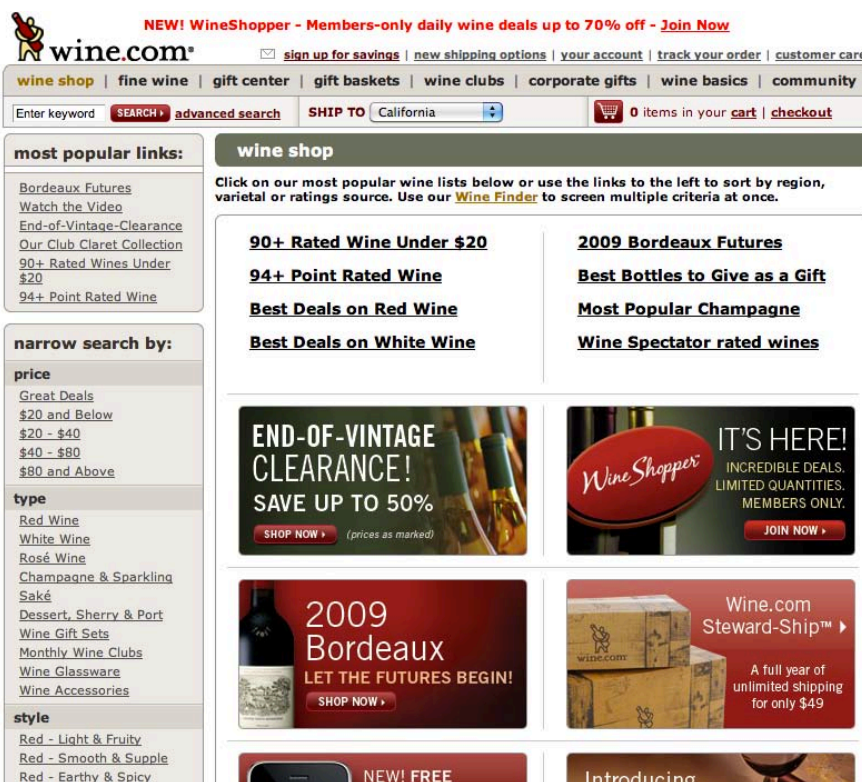 NEW! WineShopper - Members-only daily wine deals up to 70% off - Join Now
wine.com®
sign up for savings | new shipping options | your account | track your order | customer care
wine shop | fine wine | gift center | gift baskets | wine clubs | corporate gifts | wine basics | community
Enter keyword SEARCH advanced search SHIP TO California 0 items in your cart | checkout
most popular links:
Bordeaux Futures
Watch the Video
End-of-Vintage-Clearance
Our Club Claret Collection
90+ Rated Wines Under
$20
94+ Point Rated Wine
narrow search by:
price
Great Deals
$20 and Below
$20 - $40
$40 - $80
$80 and Above
type
Red Wine
White Wine
Rosé Wine
Champagne & Sparkling
Saké
Dessert, Sherry & Port
Wine Gift Sets
Monthly Wine Clubs
Wine Glassware
Wine Accessories
style
Red - Light & Fruity
Red - Smooth & Supple
Red - Earthy & Spicy
wine shop
Click on our most popular wine lists below or use the links to the left to sort by region,
varietal or ratings source. Use our Wine Finder to screen multiple criteria at once.
90+ Rated Wine Under $20
94+ Point Rated Wine
Best Deals on Red Wine
Best Deals on White Wine
2009 Bordeaux Futures
Best Bottles to Give as a Gift
Most Popular Champagne
Wine Spectator rated wines
END-OF-VINTAGE
CLEARANCE!
SAVE UP TO 50%
SHOP NOW (prices as marked)
WineShopper™
IT'S HERE!
INCREDIBLE DEALS.
LIMITED QUANTITIES.
MEMBERS ONLY.
JOIN NOW
2009
Bordeaux
LET THE FUTURES BEGIN!
SHOP NOW
wine.com
Wine.com
Steward-Ship™
A full year of
unlimited shipping
for only $49
NEW! FREE
Introducing